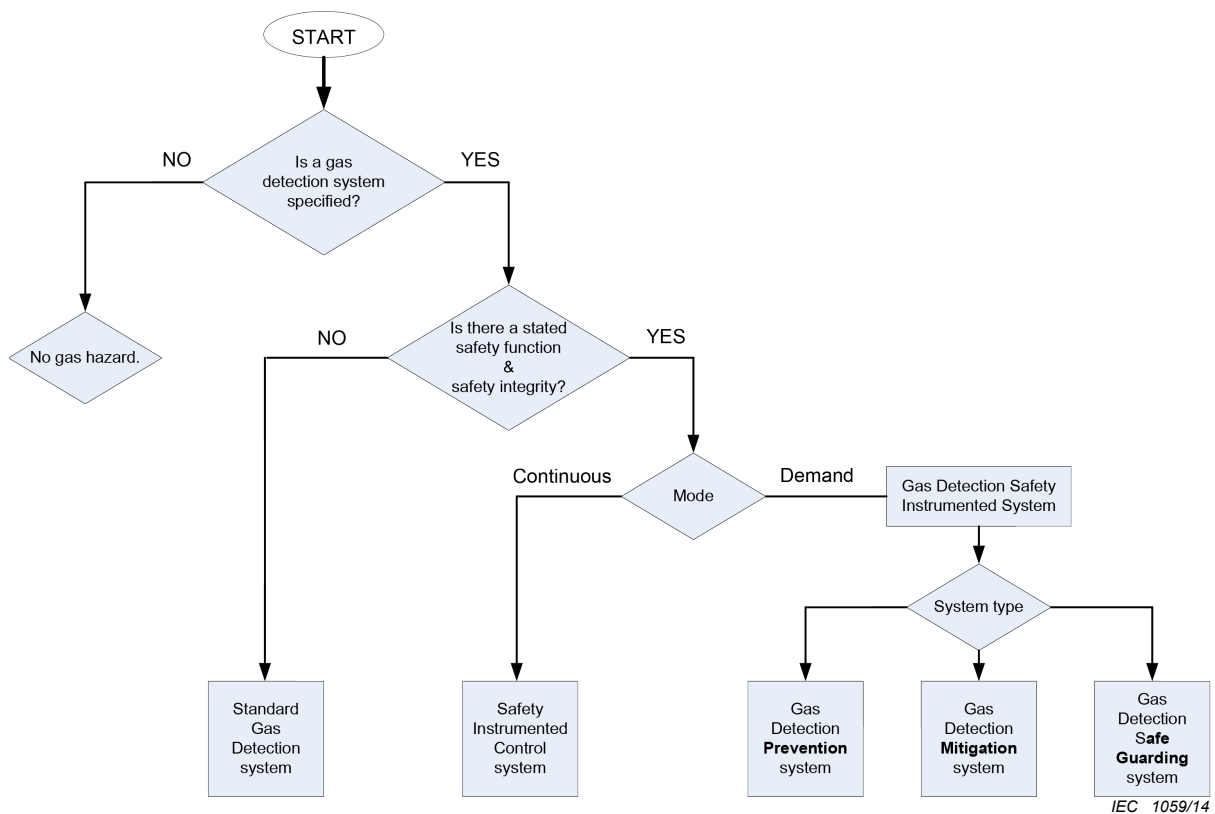 START
NO
YES
Is a gas
detection system
specified?
No gas hazard.
NO
YES
Is there a stated
safety function
&
safety integrity?
Continuous
Mode
Demand
Gas Detection Safety
Instrumented System
System type
Standard
Gas
Detection
system
Safety
Instrumented
Control
system
Gas
Detection
Prevention
system
Gas
Detection
Mitigation
system
Gas
Detection
Safe
Guarding
system
IEC 1059/14